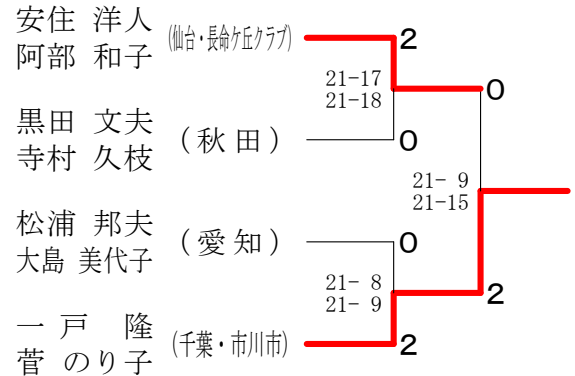 安住 洋人
阿部 和子
(仙台・長命ケ丘クラブ)
2
21-17
21-18
0
黒田 文夫
寺村 久枝
(秋田)
0
21- 9
21-15
松浦 邦夫
大島 美代子
(愛知)
0
21- 8
21- 9
2
一戸 隆
菅 のり子
(千葉・市川市)
2